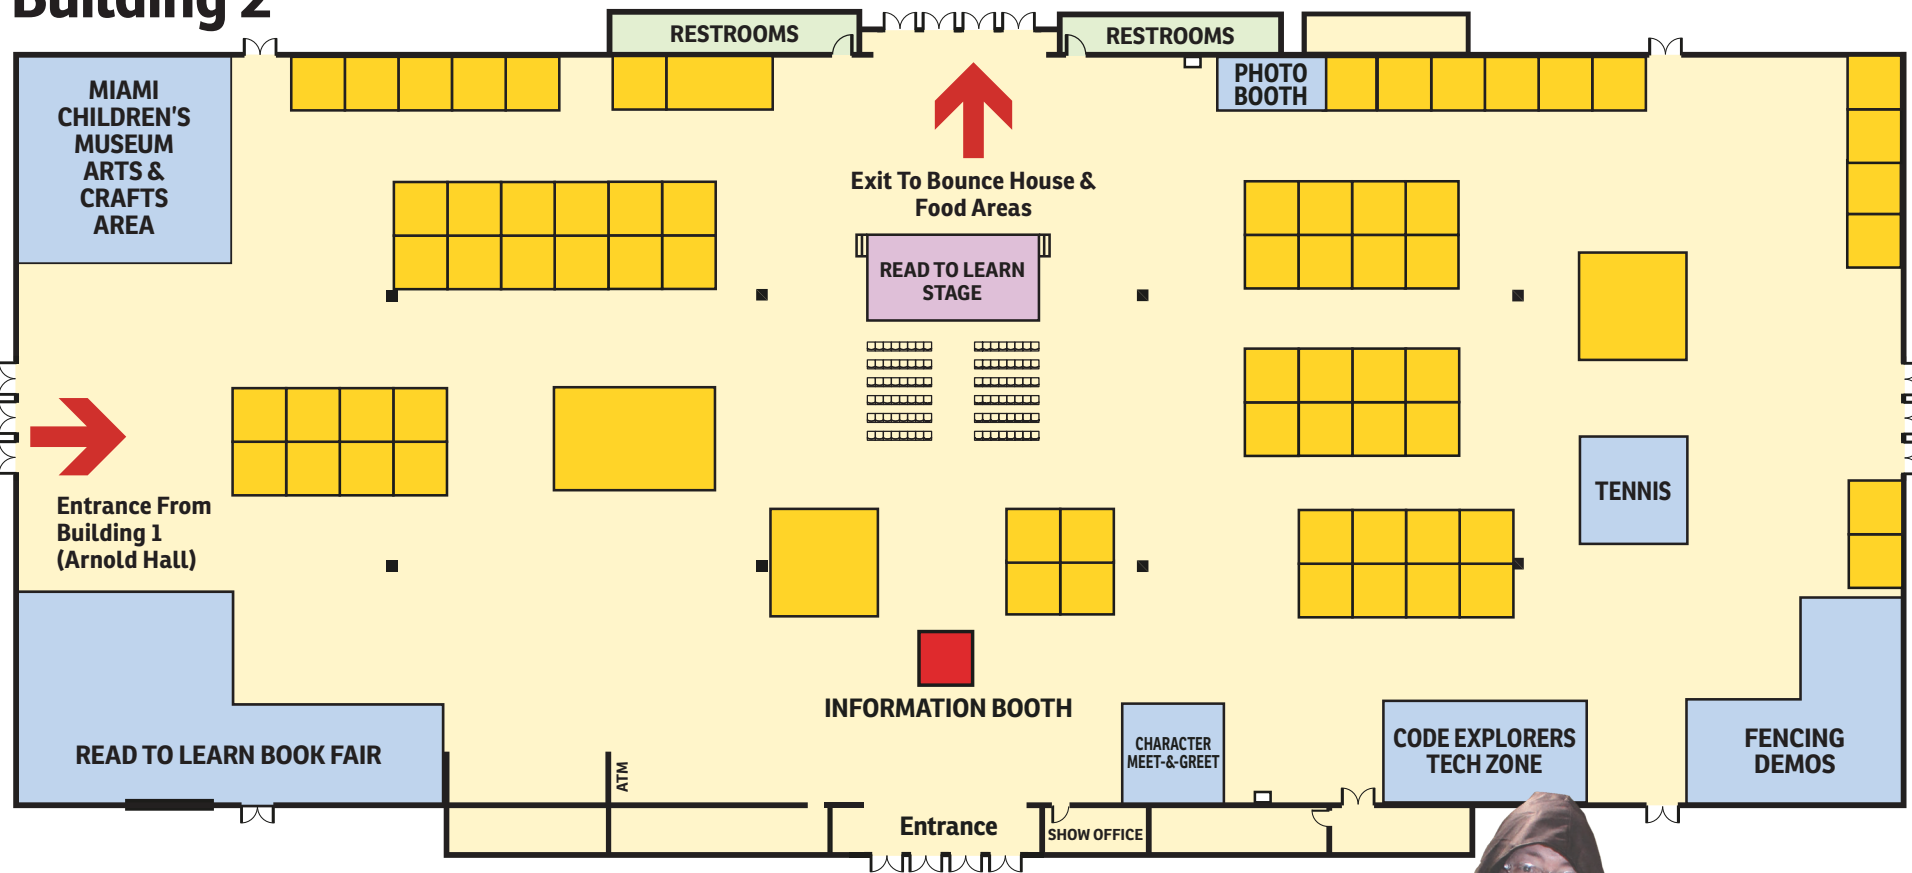 Building 2
RESTROOMS
RESTROOMS
MIAMI
CHILDREN'S
MUSEUM
ARTS &
CRAFTS
AREA
PHOTO
BOOTH
Exit To Bounce House &
Food Areas
READ TO LEARN
STAGE
Entrance From
Building 1
(Arnold Hall)
TENNIS
INFORMATION BOOTH
READ TO LEARN BOOK FAIR
ATM
CHARACTER
MEET-&-GREET
CODE EXPLORERS
TECH ZONE
FENCING
DEMOS
Entrance
SHOW OFFICE